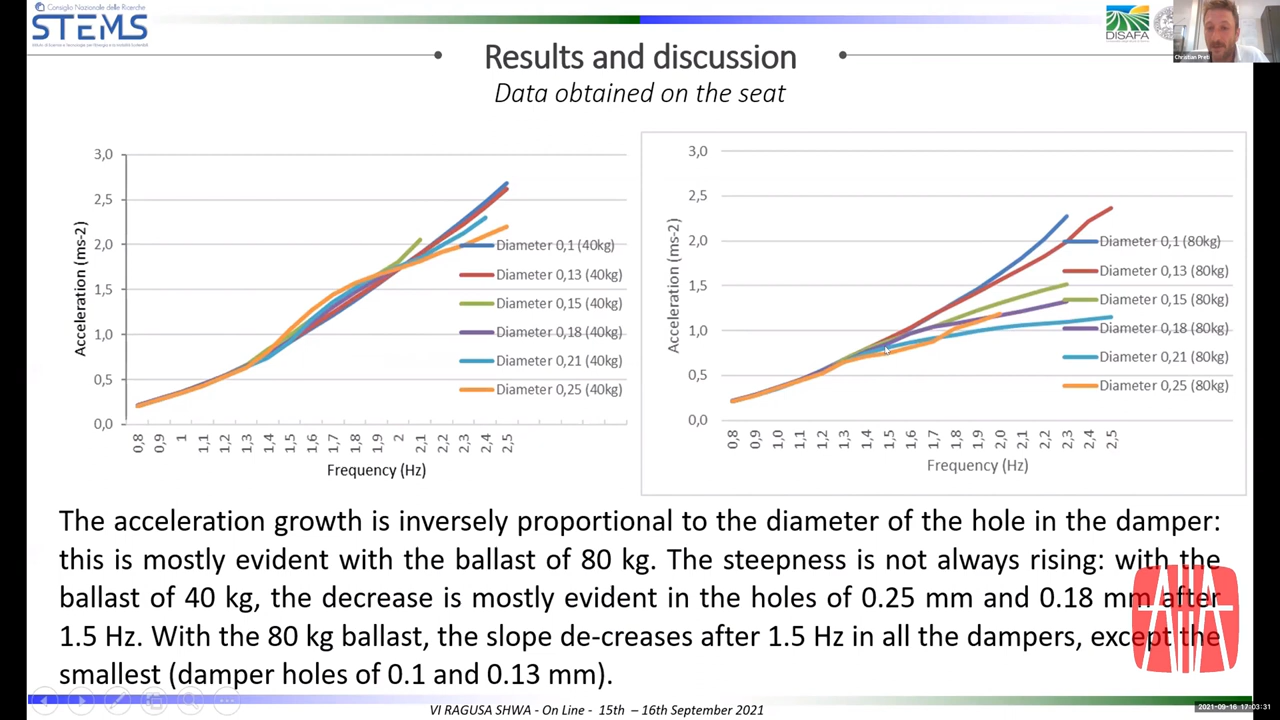 Consiglio Nazionale delle Ricerche
STEMS
DISAFA
Christian Preti
Results and discussion
Data obtained on the seat
Acceleration (ms-2)
3,0
2,5
2,0
1,5
1,0
0,5
0,0
0,8 0,9 1 1,1 1,2 1,3 1,4 1,5 1,6 1,7 1,8 1,9 2 2,1 2,2 2,3 2,4 2,5
Frequency (Hz)
Diameter 0,1 (40kg)
Diameter 0,13 (40kg)
Diameter 0,15 (40kg)
Diameter 0,18 (40kg)
Diameter 0,21 (40kg)
Diameter 0,25 (40kg)
Acceleration (ms-2)
3,0
2,5
2,0
1,5
1,0
0,5
0,0
0,8 0,9 1,0 1,1 1,2 1,3 1,4 1,5 1,6 1,7 1,8 1,9 2,0 2,1 2,2 2,3 2,4 2,5
Frequency (Hz)
Diameter 0,1 (80kg)
Diameter 0,13 (80kg)
Diameter 0,15 (80kg)
Diameter 0,18 (80kg)
Diameter 0,21 (80kg)
Diameter 0,25 (80kg)
The acceleration growth is inversely proportional to the diameter of the hole in the damper:
this is mostly evident with the ballast of 80 kg. The steepness is not always rising: with the
ballast of 40 kg, the decrease is mostly evident in the holes of 0.25 mm and 0.18 mm after
1.5 Hz. With the 80 kg ballast, the slope de-creases after 1.5 Hz in all the dampers, except the
smallest (damper holes of 0.1 and 0.13 mm).
VI RAGUSA SHWA - On Line - 15th – 16th September 2021
2021-09-16 17:03:31